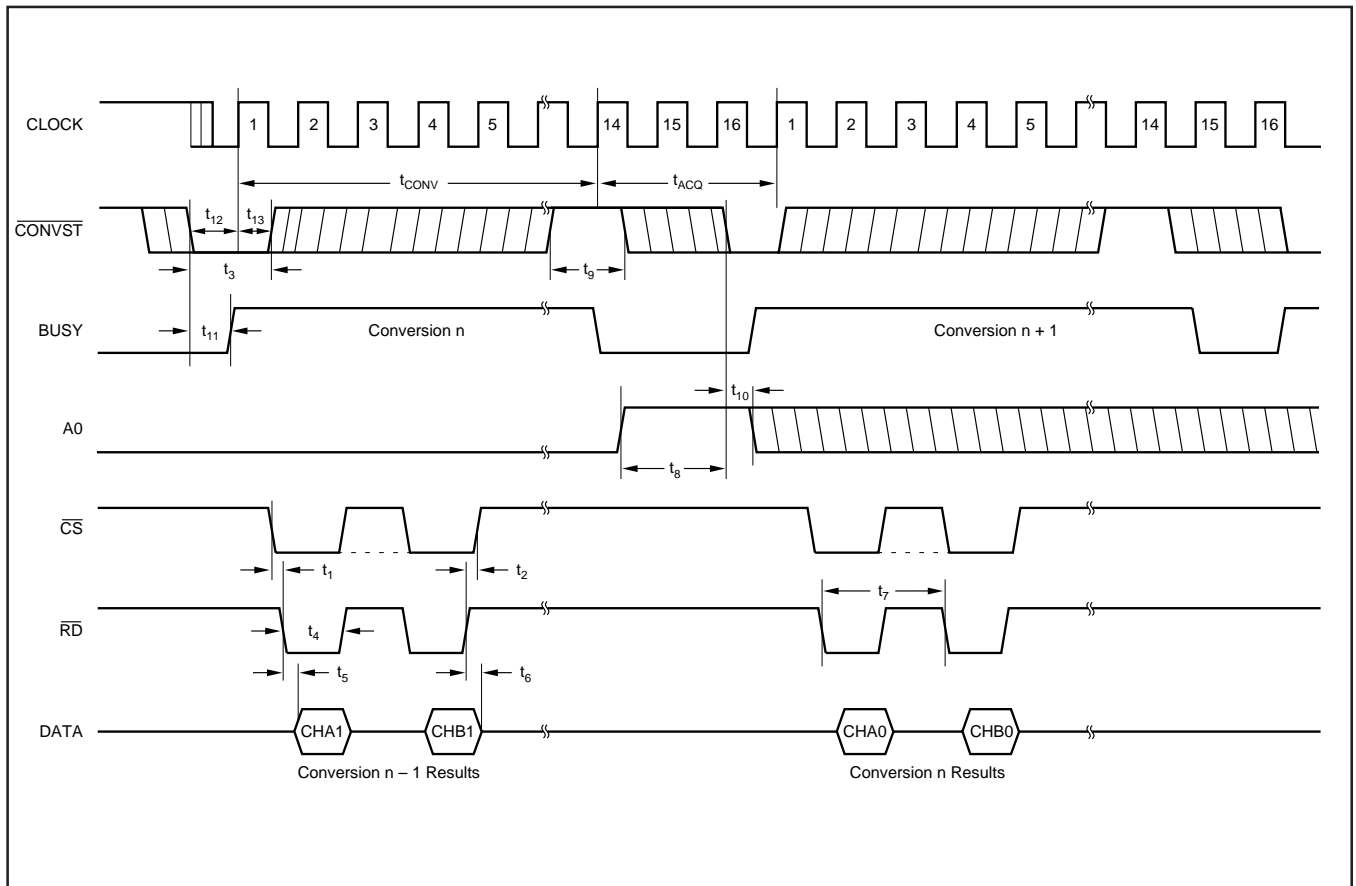 CLOCK 1 2 3 4 5 14 15 16 1 2 3 4 5 14 15 16
tCONV tACQ
CONVST t12 t13
t3 t9
BUSY t11 Conversion n Conversion n + 1
t10
A0
t8
CS
t1 t2
t7
RD t4
t5 t6
DATA CHA1 CHB1 CHA0 CHB0
Conversion n – 1 Results Conversion n Results